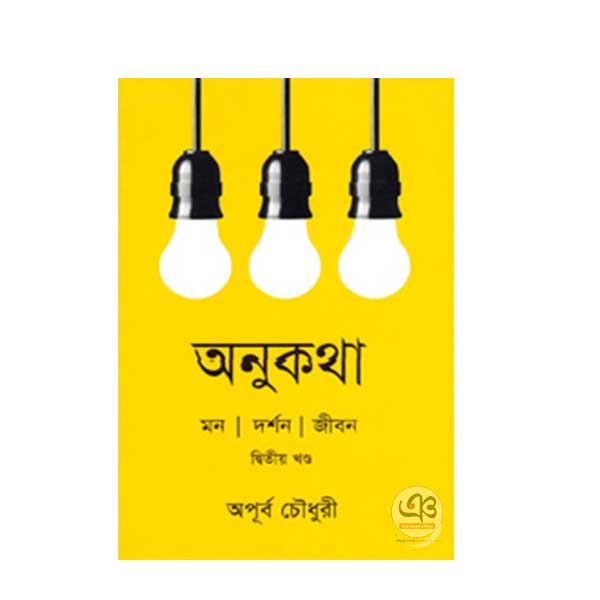 অনুকথা
মন | দর্শন | জীবন
দ্বিতীয় খণ্ড
অপূর্ব চৌধুরী